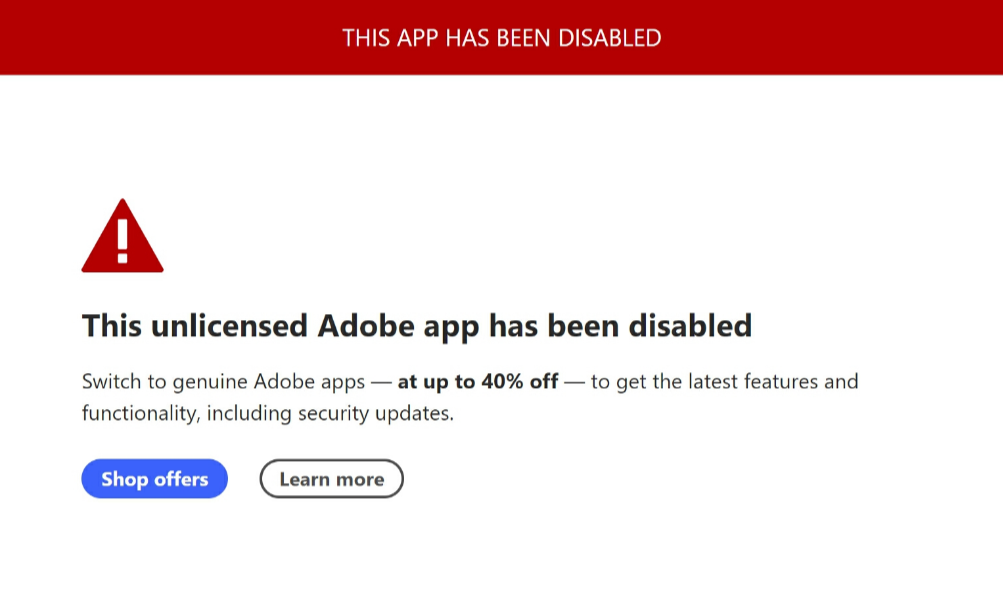 THIS APP HAS BEEN DISABLED
This unlicensed Adobe app has been disabled
Switch to genuine Adobe apps — at up to 40% off — to get the latest features and
functionality, including security updates.
Shop offers
Learn more